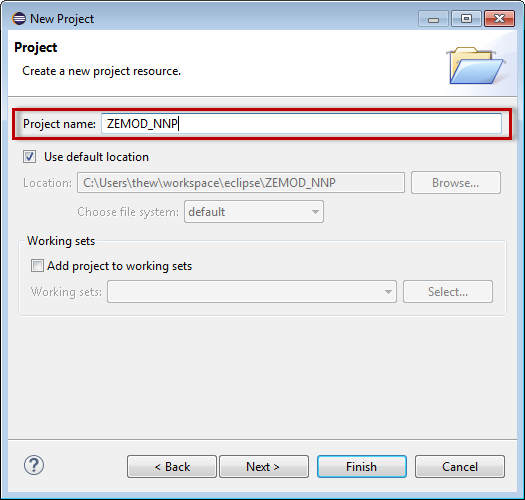 New Project
Project
Create a new project resource.
Project name: ZEMOD_NNP
Use default location
Location: C:\Users\thew\workspace\eclipse\ZEMOD_NNP Browse...
Choose file system: default
Working sets
Add project to working sets
Working sets: Select...
? < Back Next > Finish Cancel